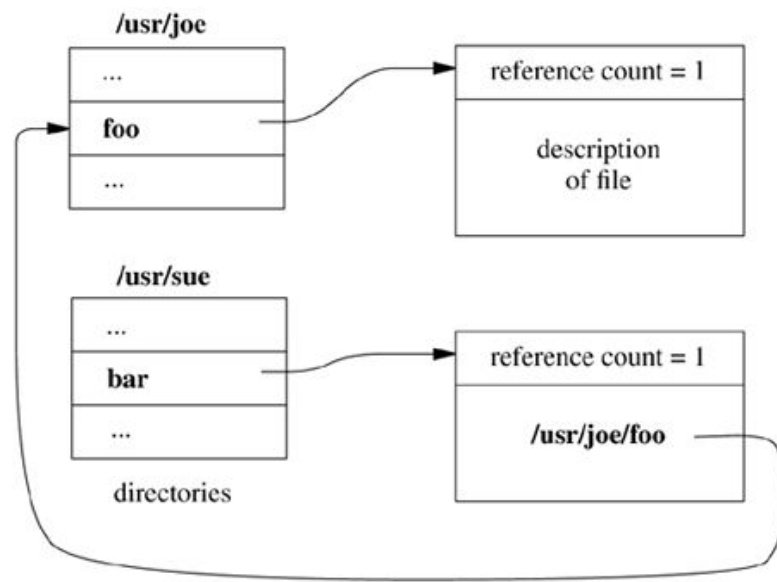 /usr/joe
...
foo
...
reference count = 1
description
of file
/usr/sue
...
bar
...
directories
reference count = 1
/usr/joe/foo